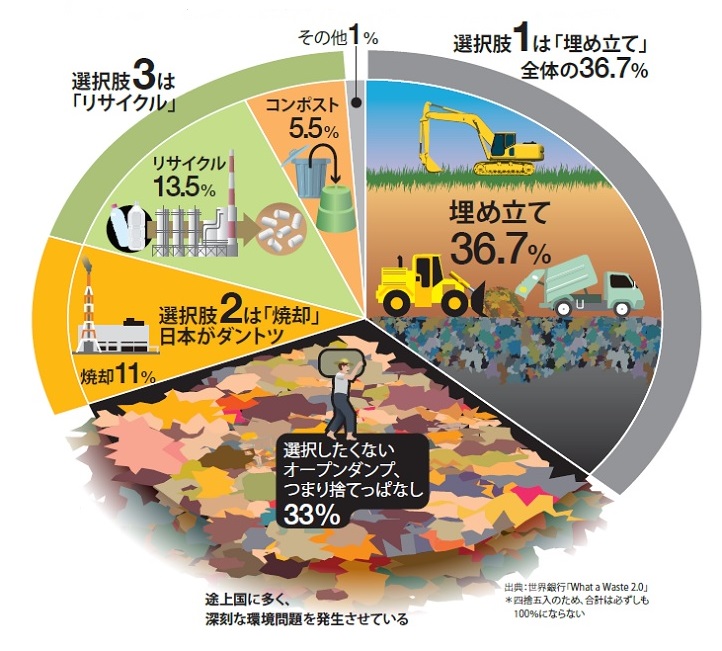 その他1%
選択肢1は「埋め立て」
全体の36.7%
選択肢3は
「リサイクル」
コンポスト
5.5%
リサイクル
13.5%
埋め立て
36.7%
選択肢2は「焼却」
日本がダントツ
焼却11%
選択したくない
オープンダンプ、
つまり捨てっぱなし
33%
途上国に多く、
深刻な環境問題を発生させている
出典：世界銀行「What a Waste 2.0」
＊四捨五入のため、合計は必ずしも
100%にならない